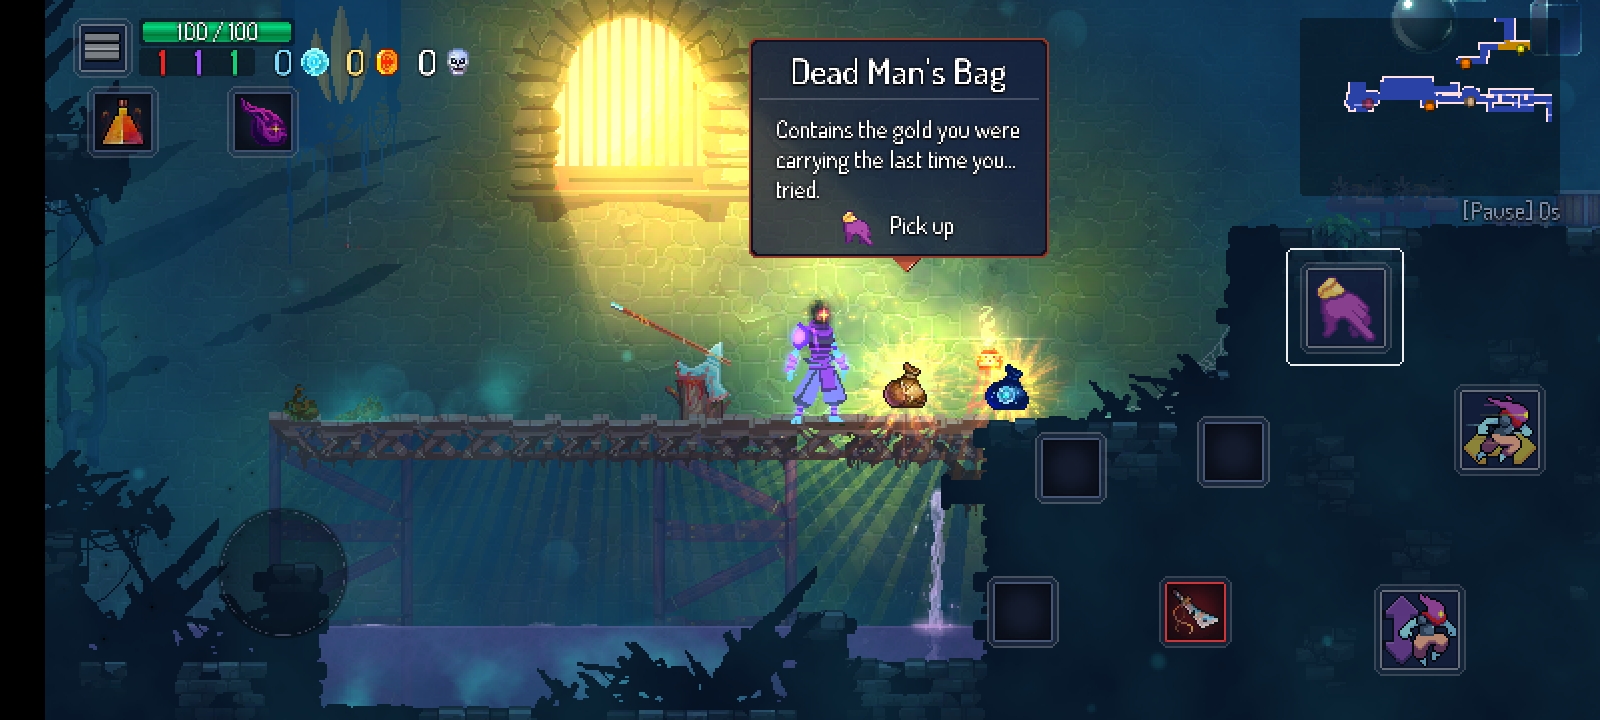 100 / 100
1 1 1 0 0 0
Dead Man's Bag
Contains the gold you were
carrying the last time you...
tried.
Pick up
[Pause] 0s